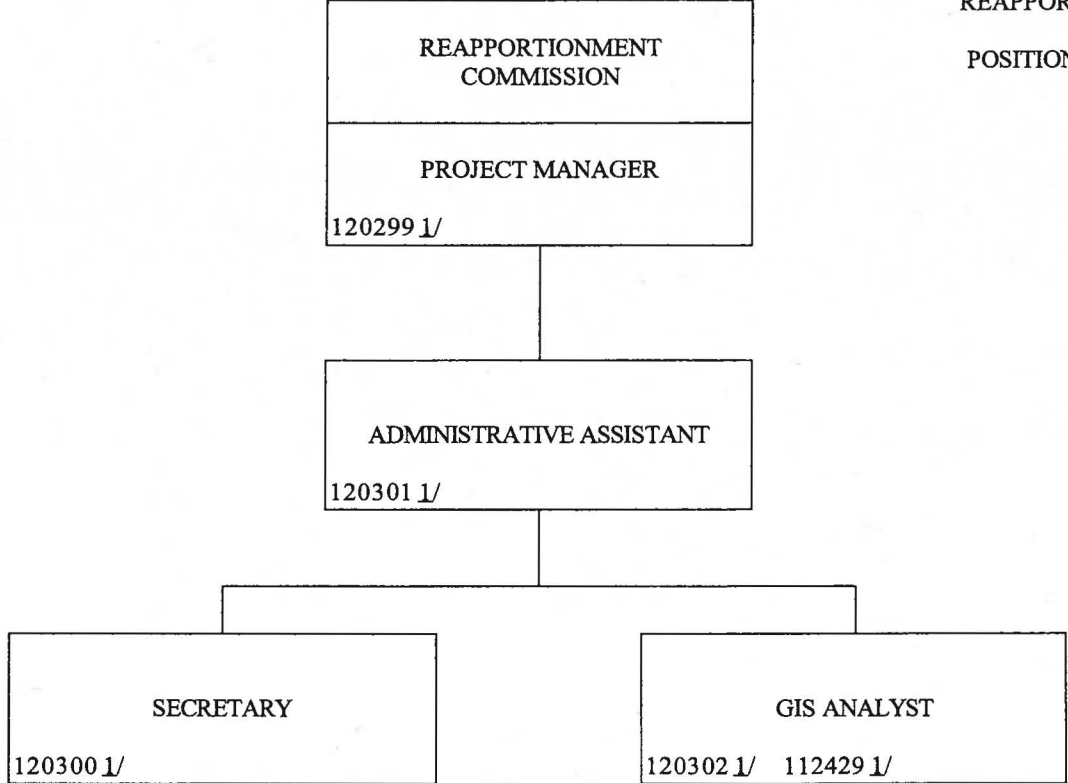 POSITION
REAPPORTIONMENT
COMMISSION
PROJECT MANAGER
120299 1/
ADMINISTRATIVE ASSISTANT
120301 1/
SECRETARY
120300 1/
GIS ANALYST
120302 1/ 112429 1/